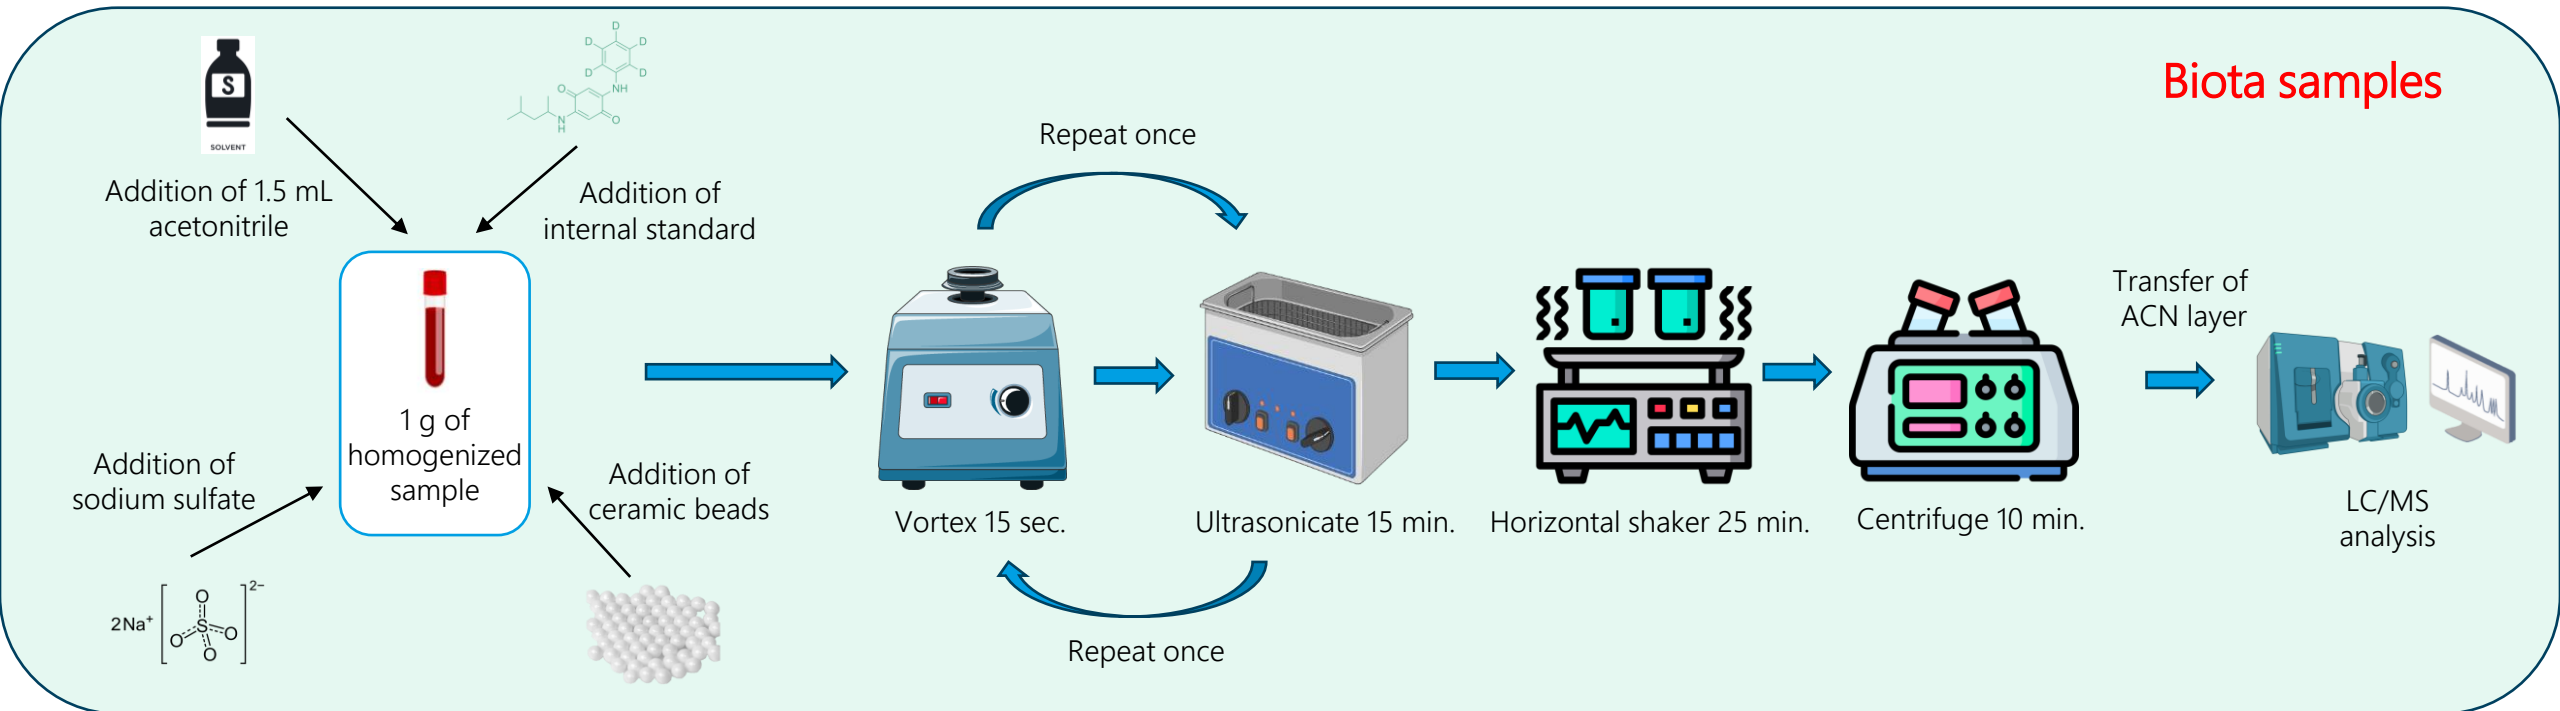 Biota samples
S
SOLVENT
Addition of 1.5 mL
acetonitrile
D
D
D
D
D
NH
O
O
N
H
Addition of
internal standard
1 g of
homogenized
sample
Addition of
sodium sulfate
2Na⁺
O
S
O
O
O
2−
Addition of
ceramic beads
Repeat once
Vortex 15 sec.
Repeat once
Ultrasonicate 15 min.
Horizontal shaker 25 min.
Centrifuge 10 min.
Transfer of
ACN layer
LC/MS
analysis